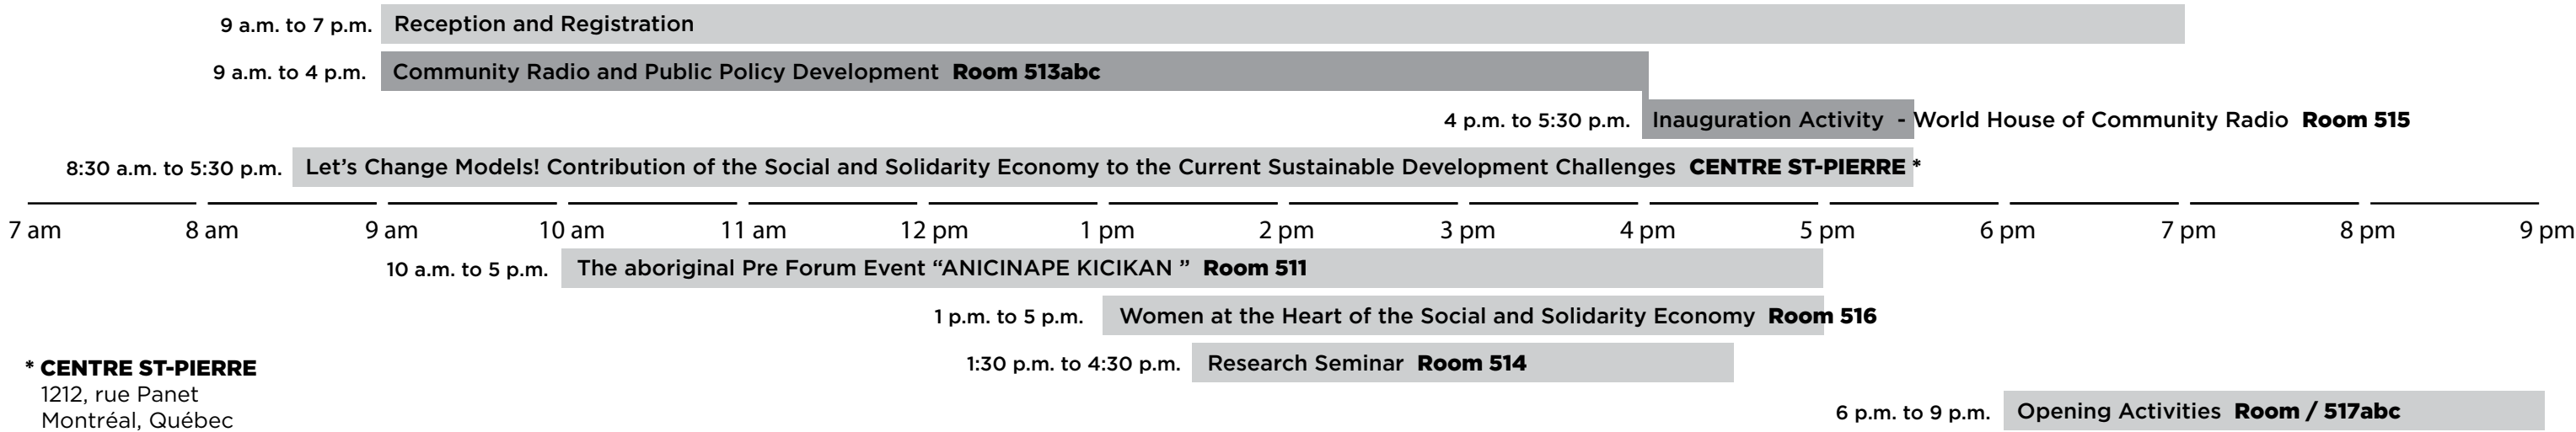 9 a.m. to 7 p.m. Reception and Registration
9 a.m. to 4 p.m. Community Radio and Public Policy Development Room 513abc
4 p.m. to 5:30 p.m. Inauguration Activity - World House of Community Radio Room 515
8:30 a.m. to 5:30 p.m. Let’s Change Models! Contribution of the Social and Solidarity Economy to the Current Sustainable Development Challenges CENTRE ST-PIERRE *
7 am 8 am 9 am 10 am 11 am 12 pm 1 pm 2 pm 3 pm 4 pm 5 pm 6 pm 7 pm 8 pm 9 pm
10 a.m. to 5 p.m. The aboriginal Pre Forum Event “ANICINAPE KICIKAN ” Room 511
1 p.m. to 5 p.m. Women at the Heart of the Social and Solidarity Economy Room 516
1:30 p.m. to 4:30 p.m. Research Seminar Room 514
6 p.m. to 9 p.m. Opening Activities Room / 517abc
* CENTRE ST-PIERRE
1212, rue Panet
Montréal, Québec